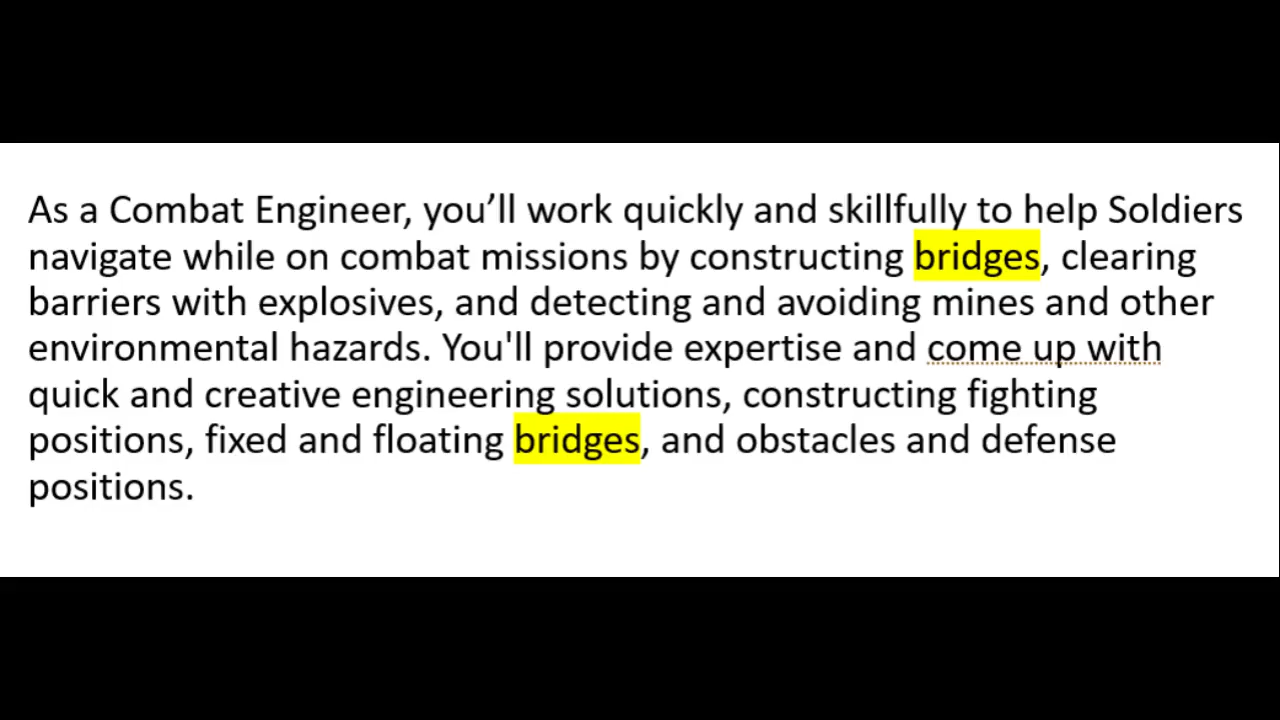 As a Combat Engineer, you’ll work quickly and skillfully to help Soldiers
navigate while on combat missions by constructing bridges, clearing
barriers with explosives, and detecting and avoiding mines and other
environmental hazards. You'll provide expertise and come up with
quick and creative engineering solutions, constructing fighting
positions, fixed and floating bridges, and obstacles and defense
positions.